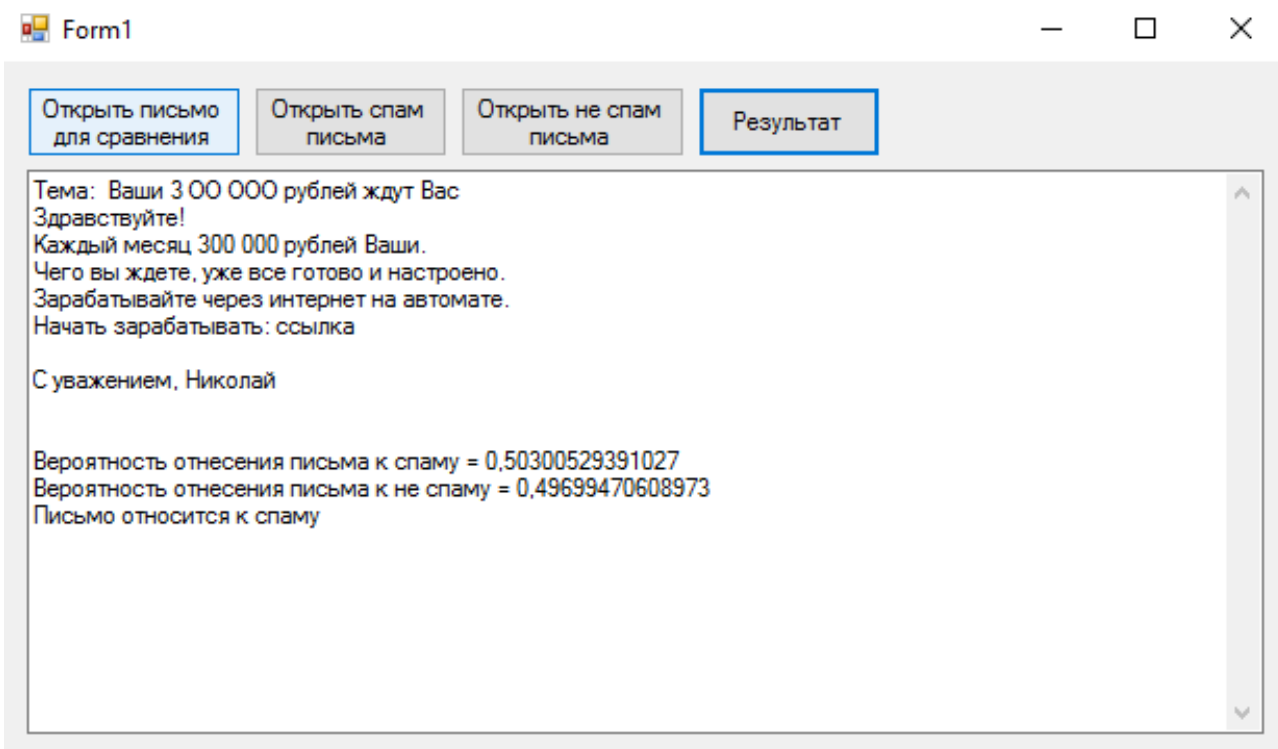 Form1
Открыть письмо
для сравнения
Открыть спам
письма
Открыть не спам
письма
Результат
Тема:  Ваши 3 ОО ООО рублей ждут Вас
Здравствуйте!
Каждый месяц 300 000 рублей Ваши.
Чего вы ждете, уже все готово и настроено.
Зарабатывайте через интернет на автомате.
Начать зарабатывать: ссылка
С уважением, Николай
Вероятность отнесения письма к спаму = 0,50300529391027
Вероятность отнесения письма к не спаму = 0,49699470608973
Письмо относится к спаму